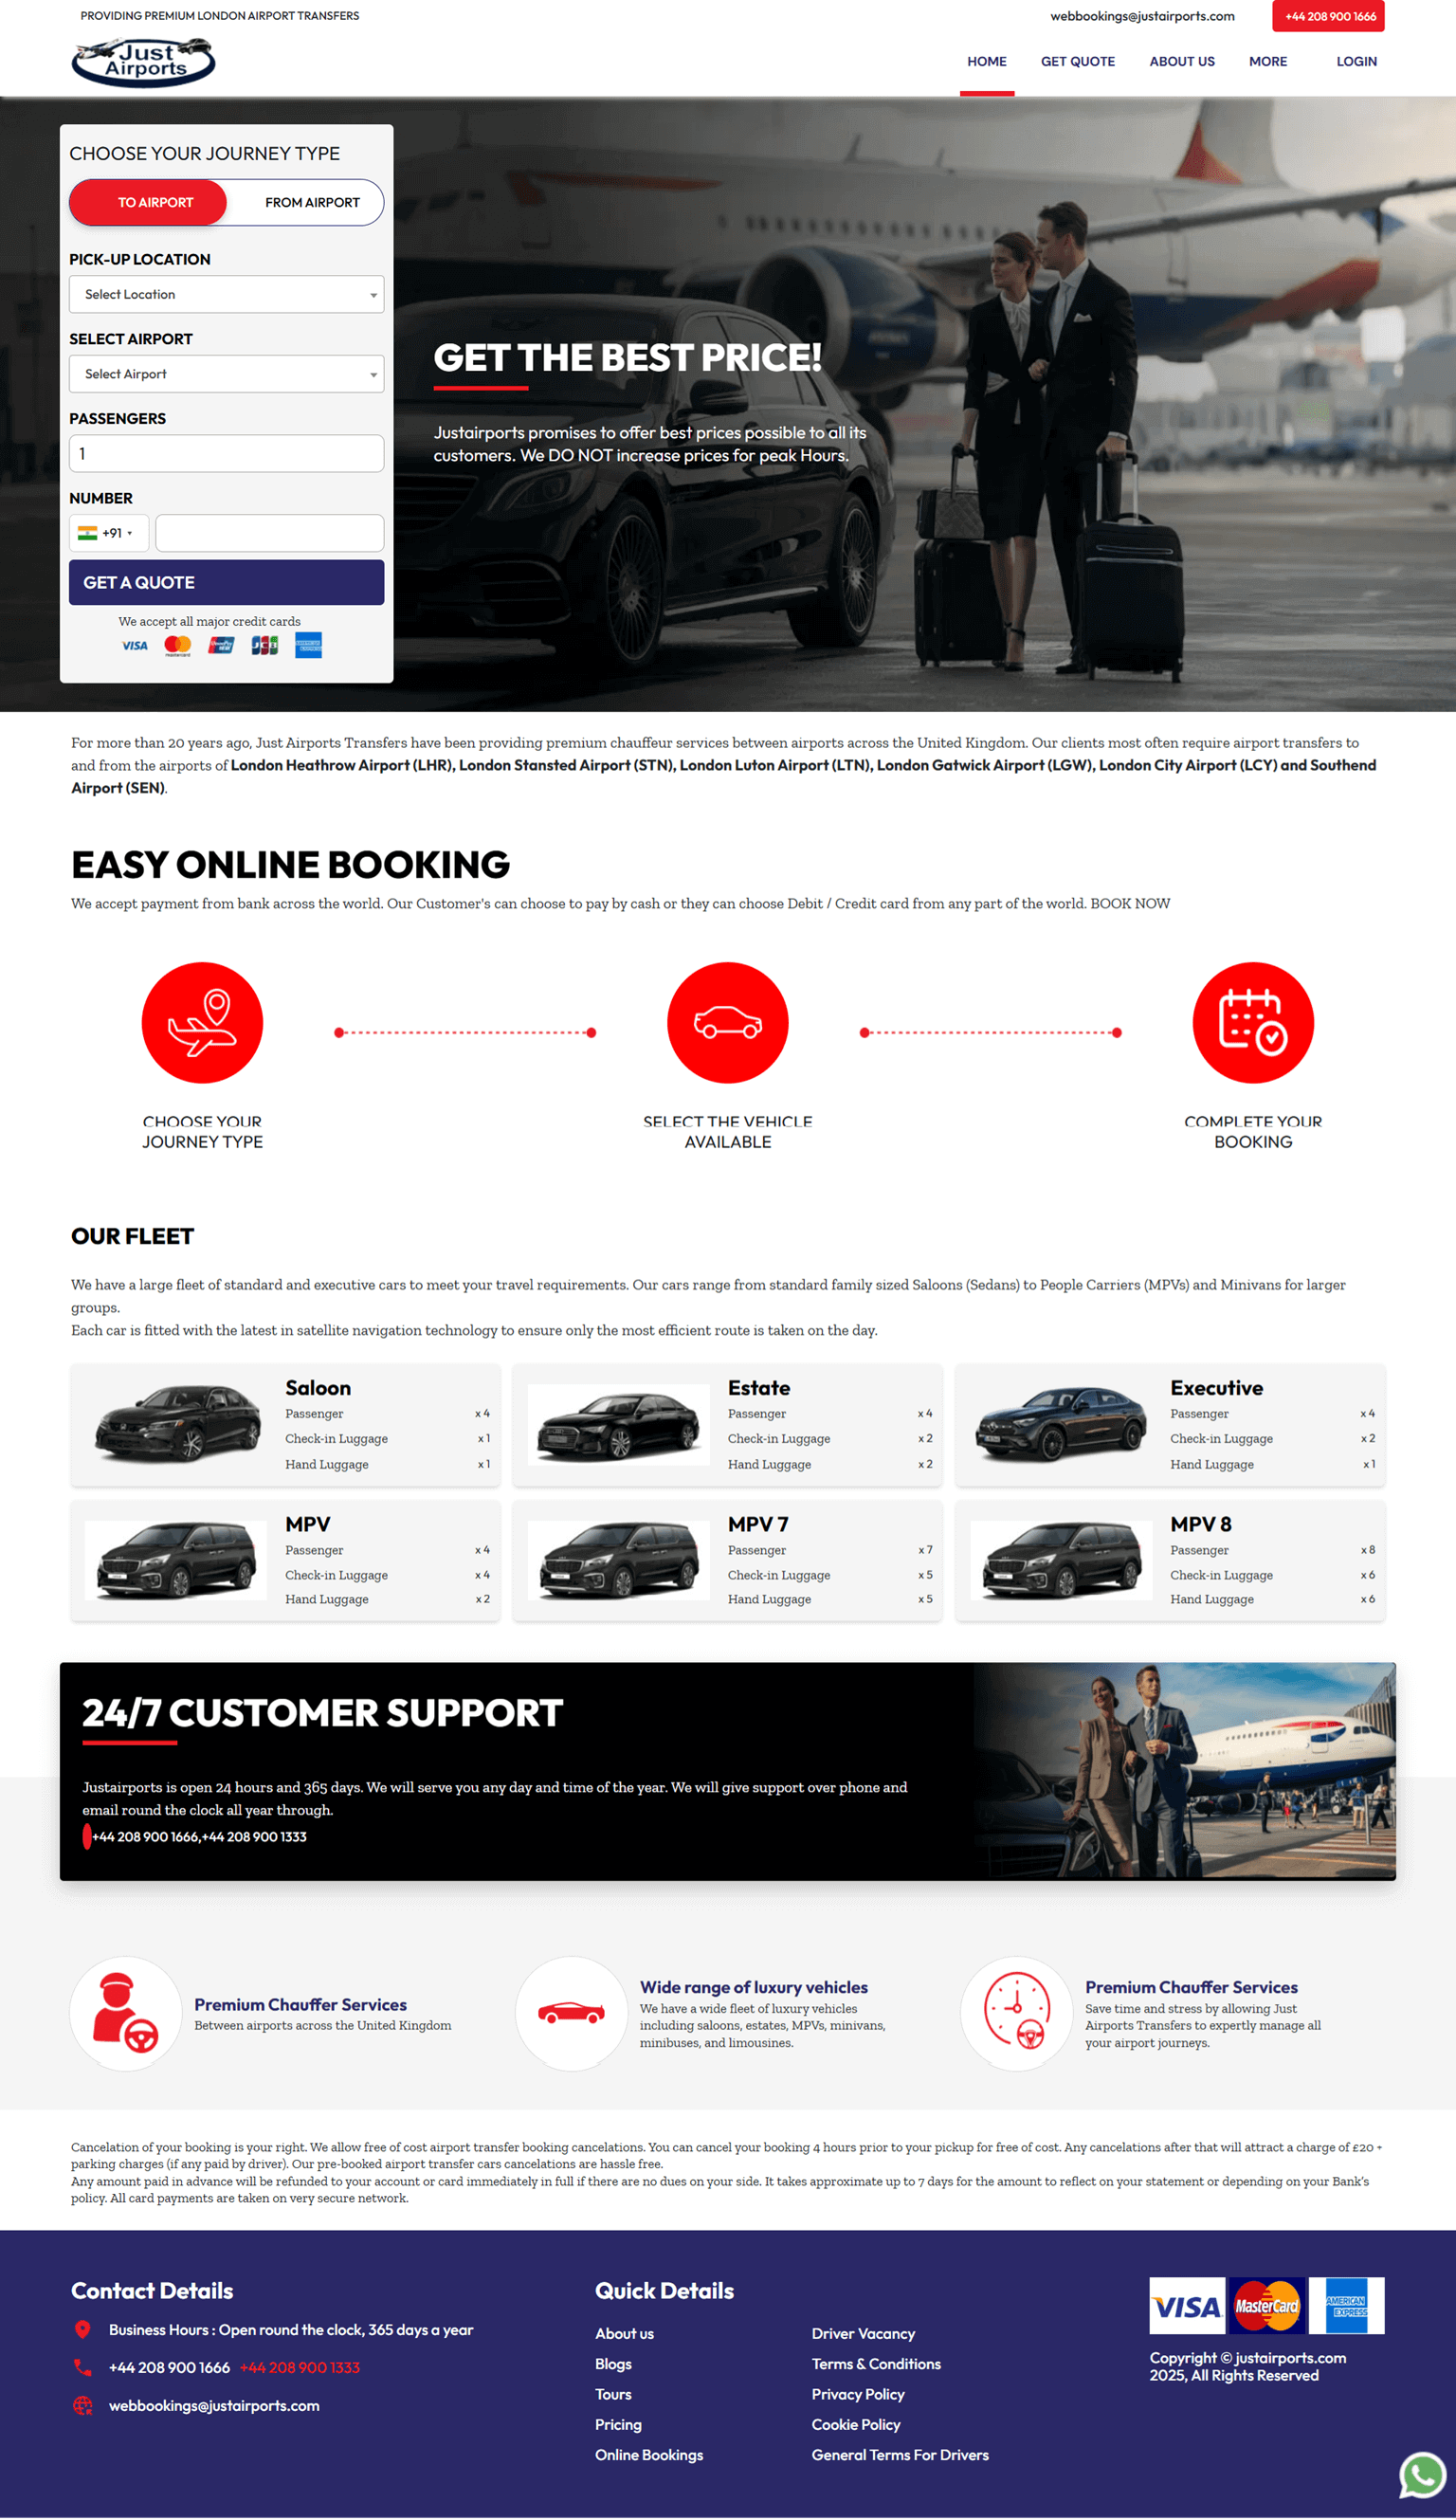 PROVIDING PREMIUM LONDON AIRPORT TRANSFERS
webbookings@justairports.com
+44 208 900 1666
Just
Airports
HOME
GET QUOTE
ABOUT US
MORE
LOGIN
CHOOSE YOUR JOURNEY TYPE
TO AIRPORT
FROM AIRPORT
PICK-UP LOCATION
Select Location
SELECT AIRPORT
Select Airport
PASSENGERS
1
NUMBER
+91
GET A QUOTE
We accept all major credit cards
VISA
mastercard
JCB
GET THE BEST PRICE!
Justairports promises to offer best prices possible to all its
customers. We DO NOT increase prices for peak Hours.
For more than 20 years ago, Just Airports Transfers have been providing premium chauffeur services between airports across the United Kingdom. Our clients most often require airport transfers to
and from the airports of London Heathrow Airport (LHR), London Stansted Airport (STN), London Luton Airport (LTN), London Gatwick Airport (LGW), London City Airport (LCY) and Southend
Airport (SEN).
EASY ONLINE BOOKING
We accept payment from bank across the world. Our Customer's can choose to pay by cash or they can choose Debit / Credit card from any part of the world. BOOK NOW
CHOOSE YOUR
JOURNEY TYPE
SELECT THE VEHICLE
AVAILABLE
COMPLETE YOUR
BOOKING
OUR FLEET
We have a large fleet of standard and executive cars to meet your travel requirements. Our cars range from standard family sized Saloons (Sedans) to People Carriers (MPVs) and Minivans for larger
groups.
Each car is fitted with the latest in satellite navigation technology to ensure only the most efficient route is taken on the day.
Saloon
Passenger x 4
Check-in Luggage x 1
Hand Luggage x 1
Estate
Passenger x 4
Check-in Luggage x 2
Hand Luggage x 2
Executive
Passenger x 4
Check-in Luggage x 2
Hand Luggage x 1
MPV
Passenger x 4
Check-in Luggage x 4
Hand Luggage x 2
MPV 7
Passenger x 7
Check-in Luggage x 5
Hand Luggage x 5
MPV 8
Passenger x 8
Check-in Luggage x 6
Hand Luggage x 6
24/7 CUSTOMER SUPPORT
Justairports is open 24 hours and 365 days. We will serve you any day and time of the year. We will give support over phone and
email round the clock all year through.
+44 208 900 1666,+44 208 900 1333
Premium Chauffer Services
Between airports across the United Kingdom
Wide range of luxury vehicles
We have a wide fleet of luxury vehicles
including saloons, estates, MPVs, minivans,
minibuses, and limousines.
Premium Chauffer Services
Save time and stress by allowing Just
Airports Transfers to expertly manage all
your airport journeys.
Cancelation of your booking is your right. We allow free of cost airport transfer booking cancelations. You can cancel your booking 4 hours prior to your pickup for free of cost. Any cancelations after that will attract a charge of £20 +
parking charges (if any paid by driver). Our pre-booked airport transfer cars cancelations are hassle free.
Any amount paid in advance will be refunded to your account or card immediately in full if there are no dues on your side. It takes approximate up to 7 days for the amount to reflect on your statement or depending on your Bank's
policy. All card payments are taken on very secure network.
Contact Details
Business Hours : Open round the clock, 365 days a year
+44 208 900 1666 +44 208 900 1333
webbookings@justairports.com
Quick Details
About us
Blogs
Tours
Pricing
Online Bookings
Driver Vacancy
Terms & Conditions
Privacy Policy
Cookie Policy
General Terms For Drivers
VISA
MasterCard
AMERICAN
EXPRESS
Copyright © justairports.com
2025, All Rights Reserved